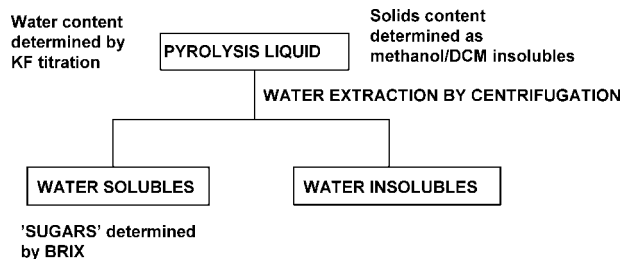 Water content
determined by
KF titration
Solids content
determined as
methanol/DCM insolubles
PYROLYSIS LIQUID
WATER EXTRACTION BY CENTRIFUGATION
WATER SOLUBLES
WATER INSOLUBLES
'SUGARS' determined
by BRIX